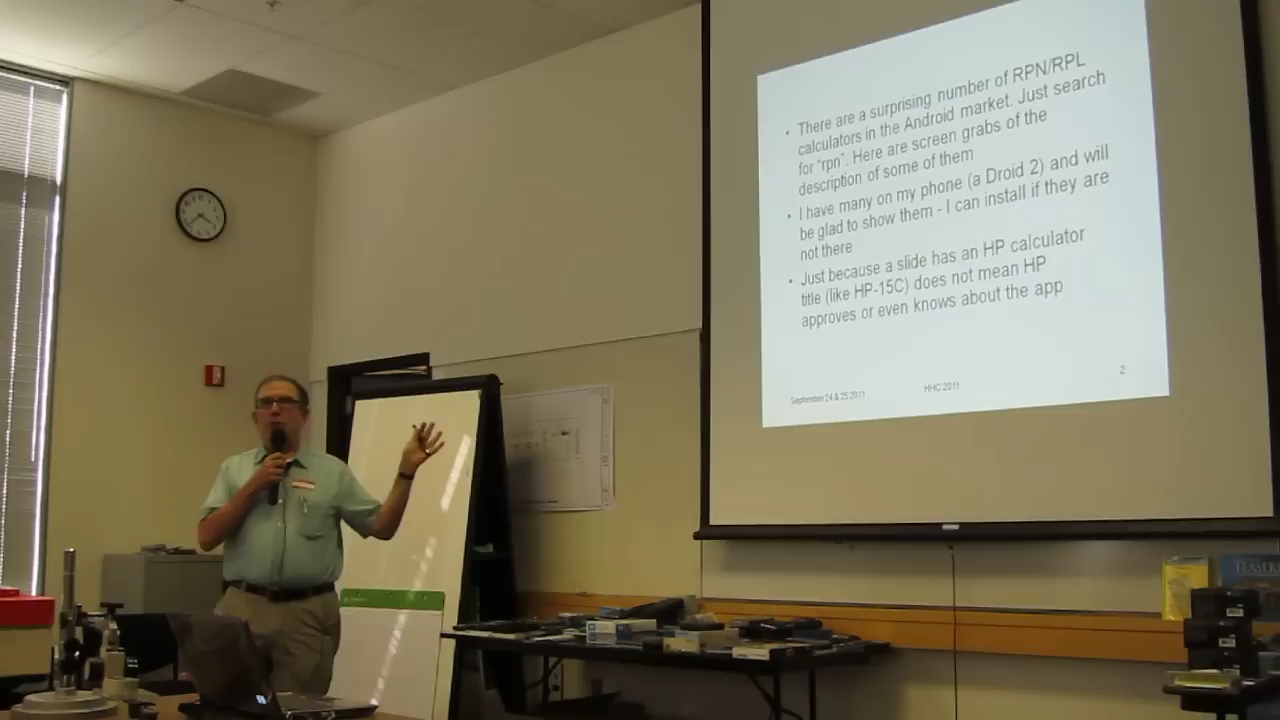 • There are a surprising number of RPN/RPL
calculators in the Android market. Just search
for "rpn". Here are screen grabs of the
description of some of them
• I have many on my phone (a Droid 2) and will
be glad to show them - I can install if they are
not there
• Just because a slide has an HP calculator
title (like HP-15C) does not mean HP
approves or even knows about the app
2
September 24 & 25 2011
HHC 2011
TEASERS